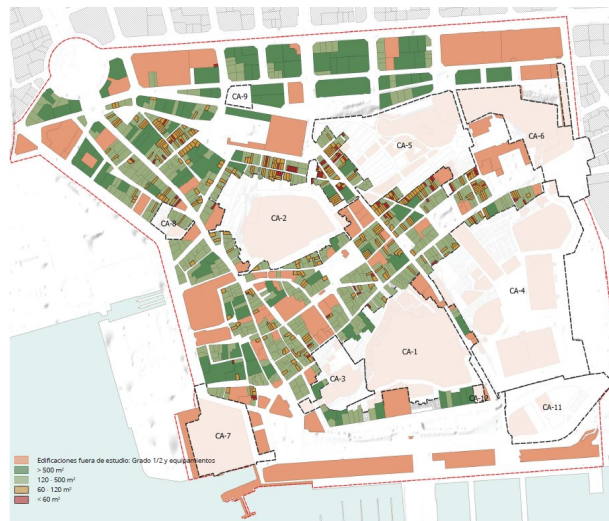 CA-9
CA-5
CA-6
CA-2
CA-8
CA-4
CA-1
CA-3
CA-12
CA-11
CA-7
Edificaciones fuera de estudio: Grado 1/2 y equipamientos
> 500 m²
120 - 500 m²
60 - 120 m²
< 60 m²